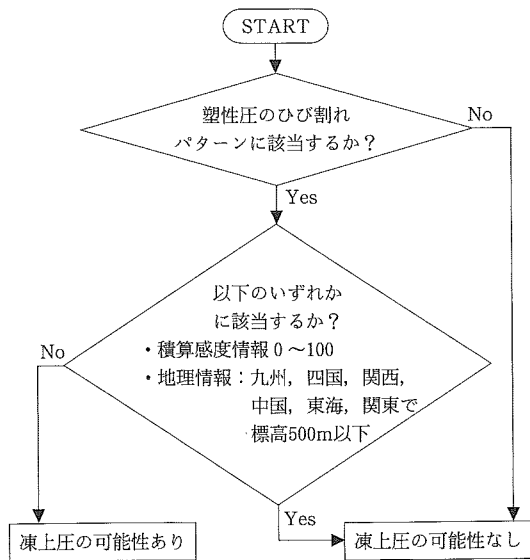 START
塑性圧のひび割れ
パターンに該当するか？
No
Yes
以下のいずれか
に該当するか？
・積算感度情報０～100
・地理情報：九州，四国，関西，
中国，東海，関東で
標高500m以下
No
Yes
凍上圧の可能性あり
凍上圧の可能性なし